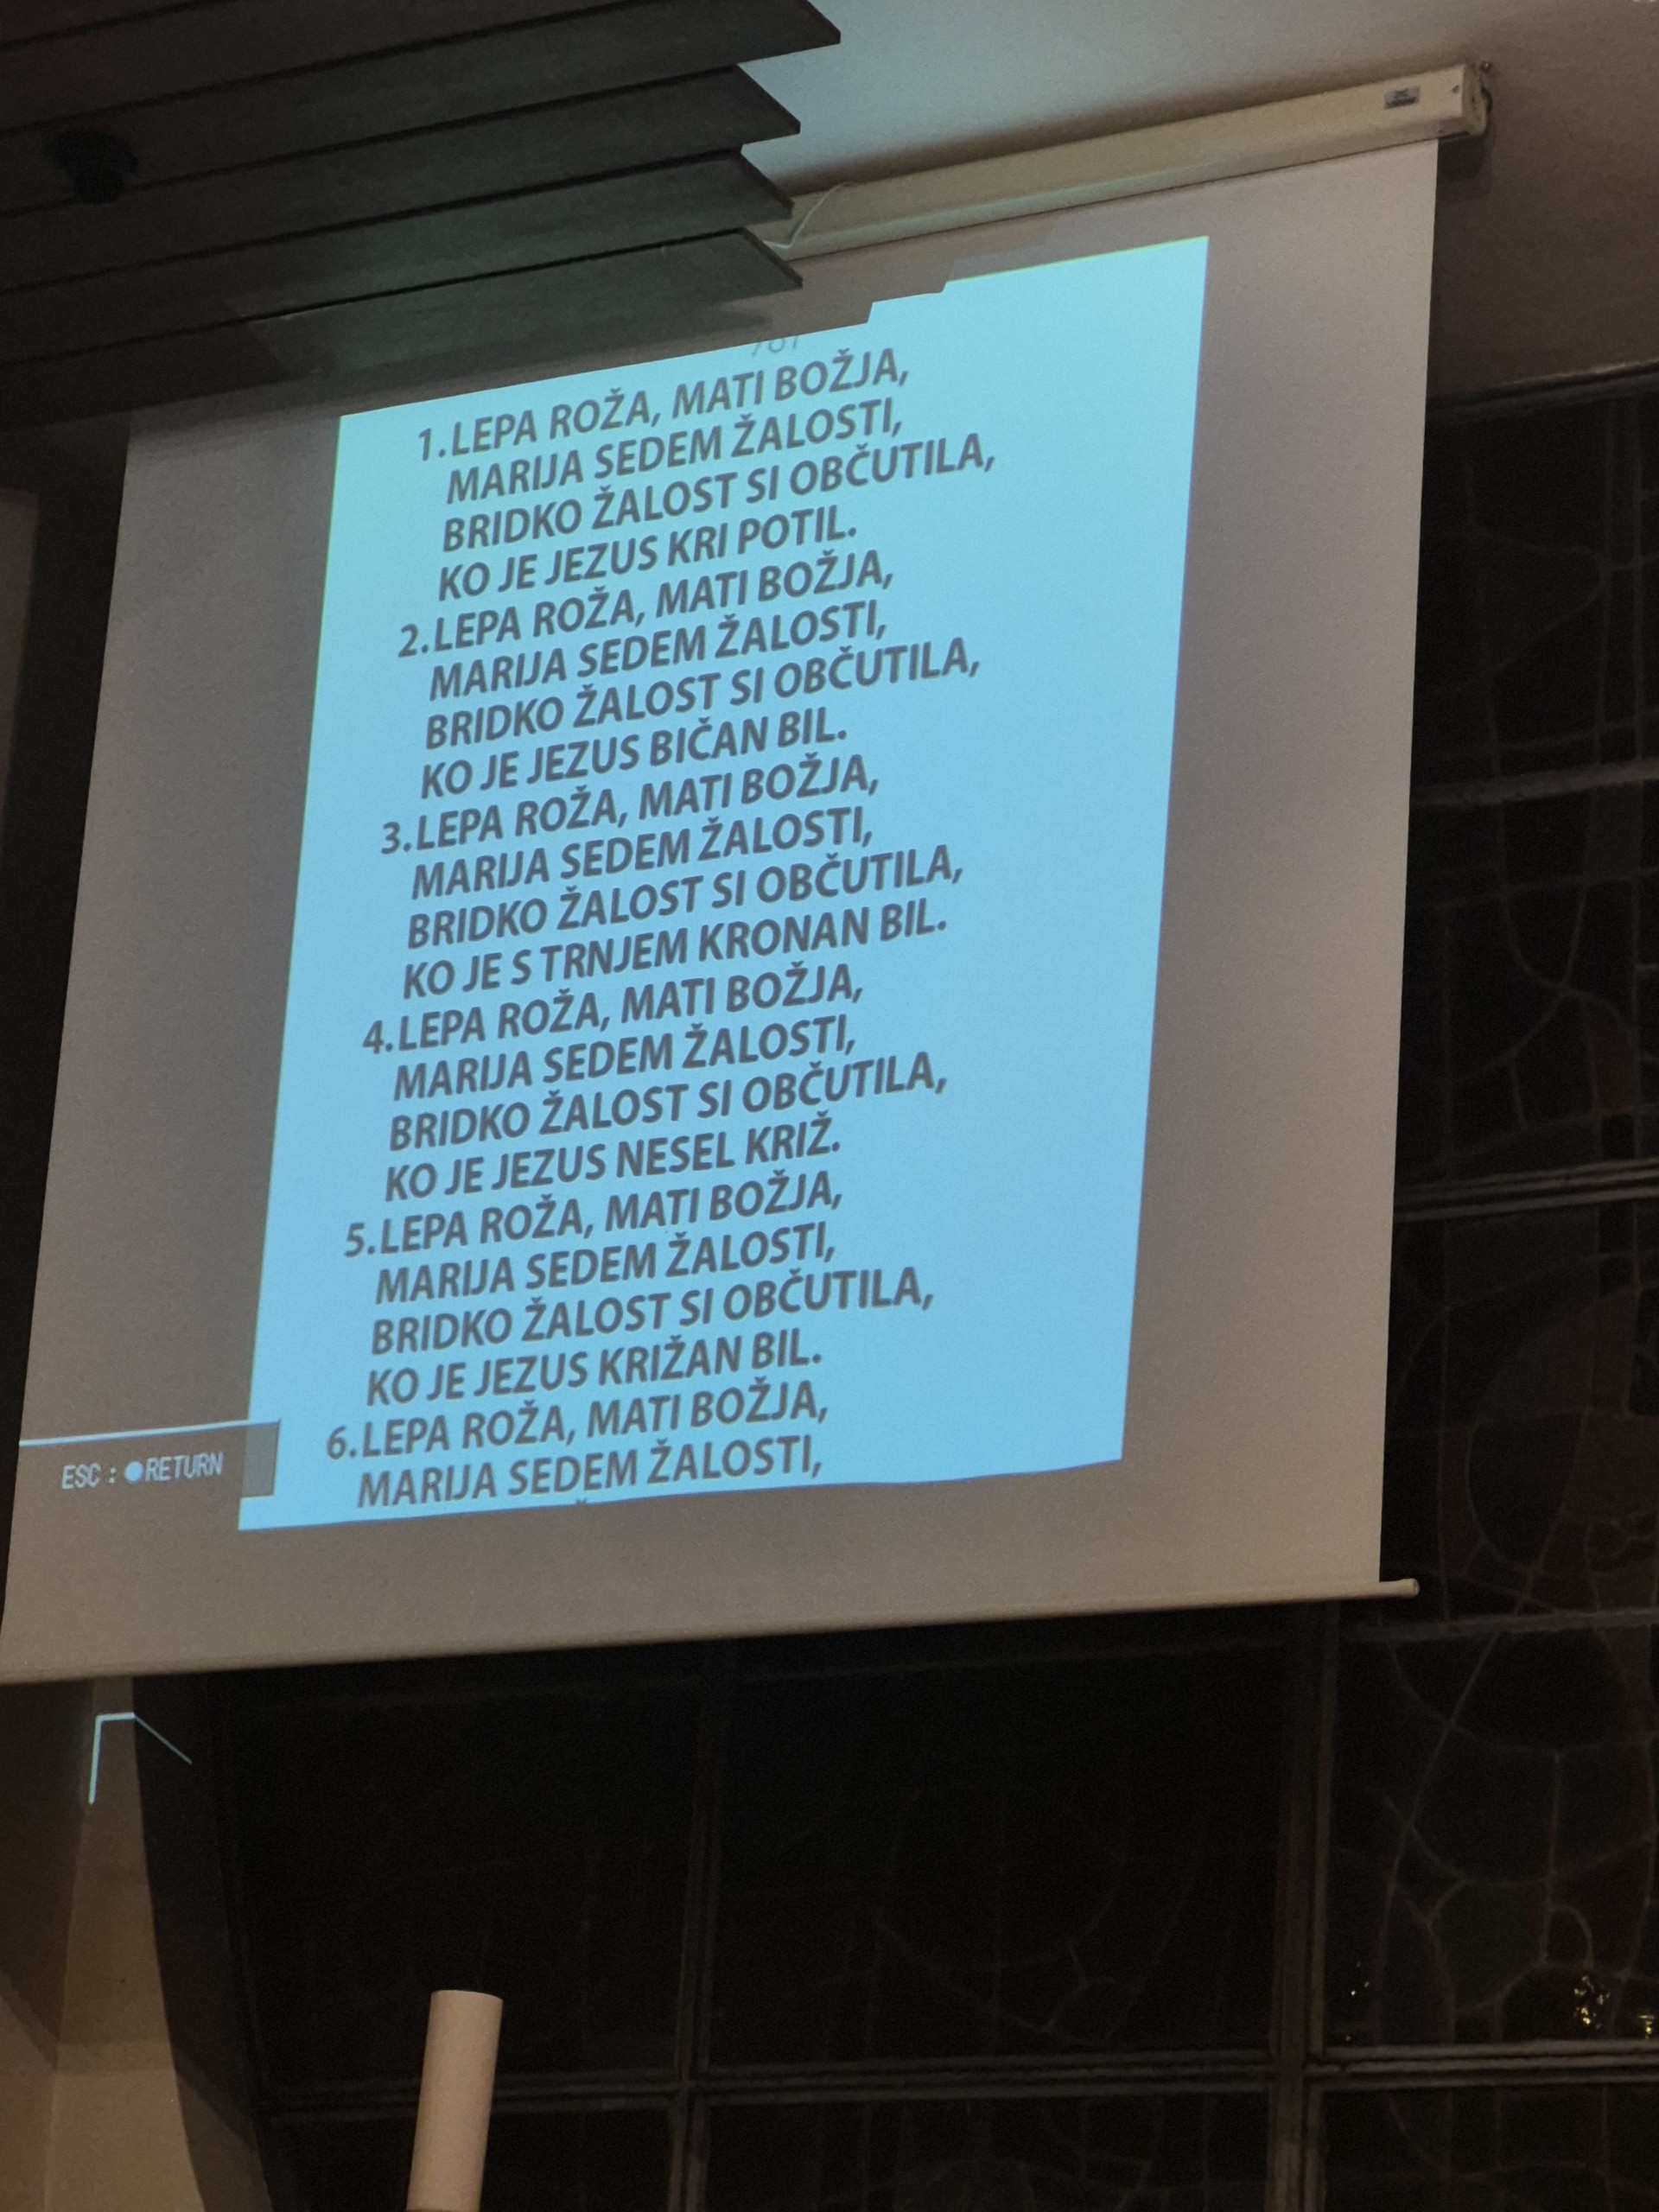 1. LEPA ROŽA, MATI BOŽJA,
MARIJA SEDEM ŽALOSTI,
BRIDKO ŽALOST SI OBČUTILA,
KO JE JEZUS KRI POTIL.
2. LEPA ROŽA, MATI BOŽJA,
MARIJA SEDEM ŽALOSTI,
BRIDKO ŽALOST SI OBČUTILA,
KO JE JEZUS BIČAN BIL.
3. LEPA ROŽA, MATI BOŽJA,
MARIJA SEDEM ŽALOSTI,
BRIDKO ŽALOST SI OBČUTILA,
KO JE S TRNJEM KRONAN BIL.
4. LEPA ROŽA, MATI BOŽJA,
MARIJA SEDEM ŽALOSTI,
BRIDKO ŽALOST SI OBČUTILA,
KO JE JEZUS NESEL KRIŽ.
5. LEPA ROŽA, MATI BOŽJA,
MARIJA SEDEM ŽALOSTI,
BRIDKO ŽALOST SI OBČUTILA,
KO JE JEZUS KRIŽAN BIL.
6. LEPA ROŽA, MATI BOŽJA,
MARIJA SEDEM ŽALOSTI,
ESC : ●RETURN